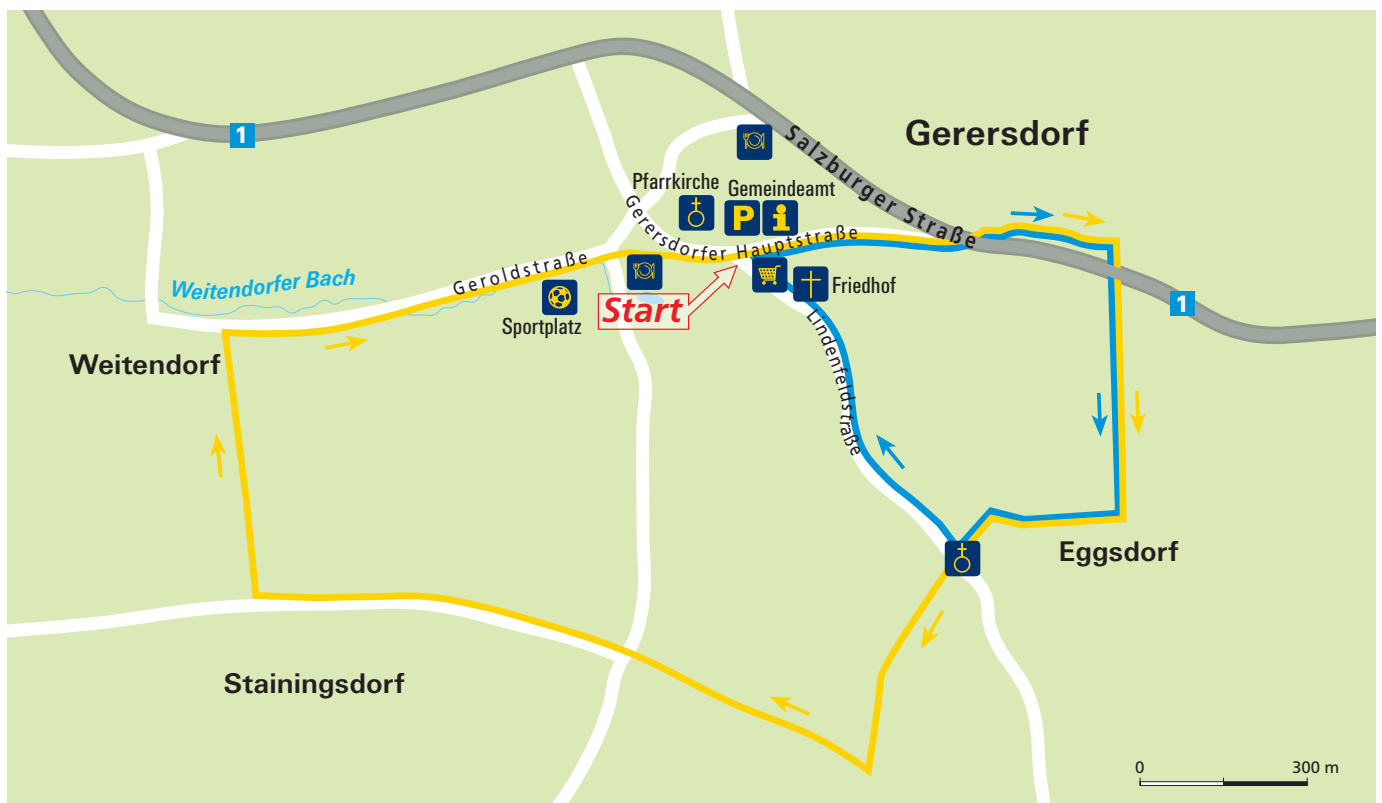 1
Gerersdorf
Salzburger Straße
Pfarrkirche
Gemeindeamt
P
i
Gerersdorfer Hauptstraße
Geroldstraße
Weitendorfer Bach
Friedhof
Start
Sportplatz
1
Lindenfeldstraße
Weitendorf
Eggsdorf
Stainingsdorf
0 300 m